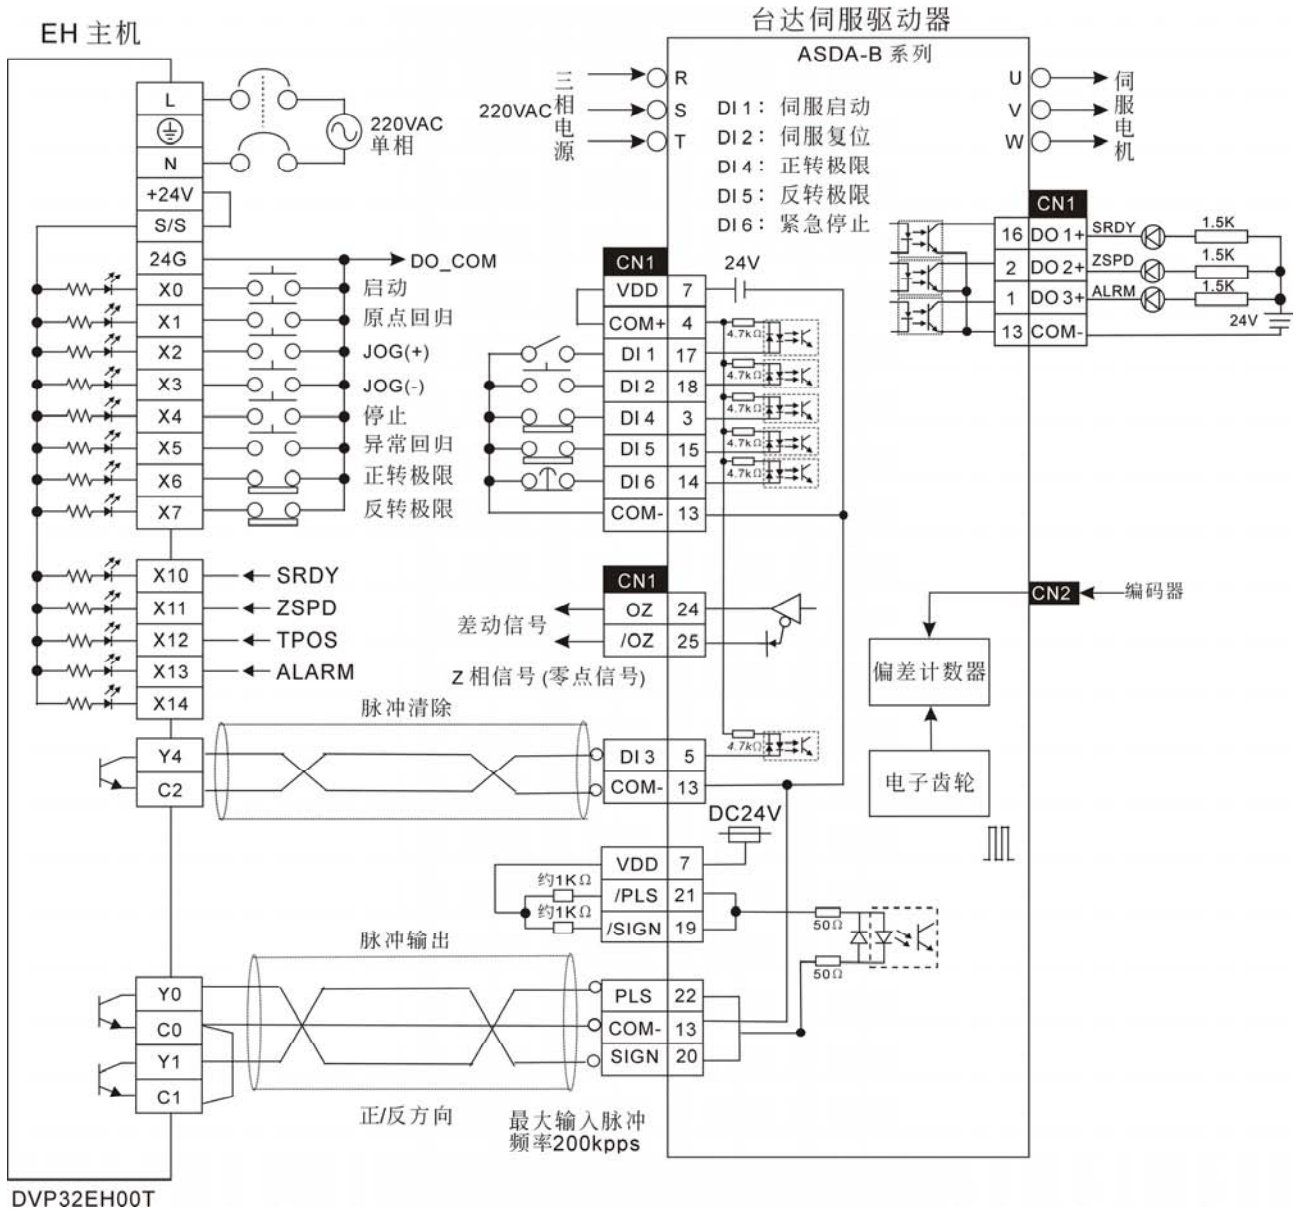 台达伺服驱动器
EH 主机
ASDA-B 系列
L
N
+24V
S/S
24G
X0
X1
X2
X3
X4
X5
X6
X7
220VAC
单相
DO_COM
启动
原点回归
JOG(+)
JOG(-)
停止
异常回归
正转极限
反转极限
X10
X11
X12
X13
X14
SRDY
ZSPD
TPOS
ALARM
脉冲清除
Y4
C2
脉冲输出
Y0
C0
Y1
C1
正/反方向
DVP32EH00T
220VAC
三相电源
R
S
T
DI 1： 伺服启动
DI 2： 伺服复位
DI 4： 正转极限
DI 5： 反转极限
DI 6： 紧急停止
U
V
W
伺服电机
CN1
16 DO 1+ SRDY 1.5K
2 DO 2+ ZSPD 1.5K
1 DO 3+ ALRM 1.5K
13 COM-
24V
CN1
24V
VDD 7
COM+ 4
DI 1 17
DI 2 18
DI 4 3
DI 5 15
DI 6 14
COM- 13
4.7kΩ
4.7kΩ
4.7kΩ
4.7kΩ
4.7kΩ
CN1
OZ 24
/OZ 25
差动信号
Z 相信号 (零点信号)
CN2
编码器
偏差计数器
电子齿轮
4.7kΩ
DI 3 5
COM- 13
DC24V
VDD 7
/PLS 21
/SIGN 19
约1KΩ
约1KΩ
50Ω
50Ω
PLS 22
COM- 13
SIGN 20
最大输入脉冲
频率200kpps